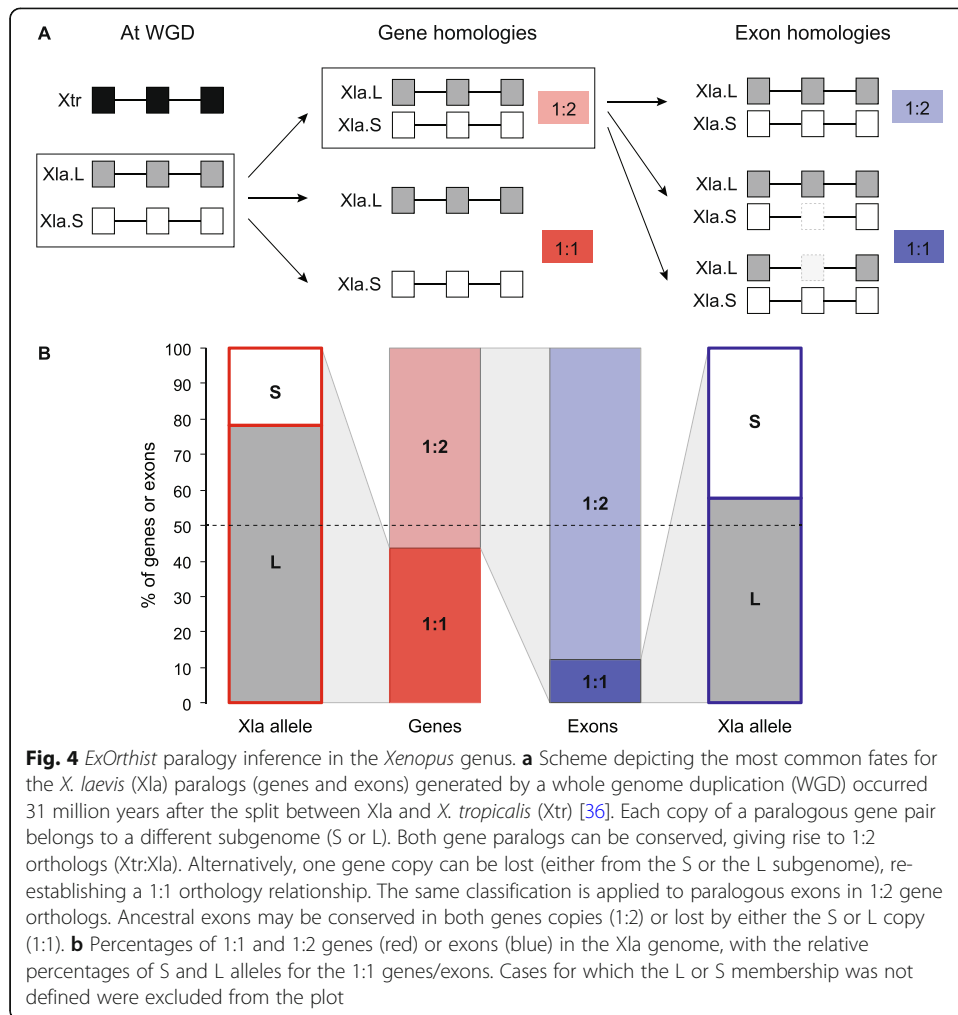 A
At WGD
Gene homologies
Exon homologies
Xtr
Xla.L
Xla.S
Xla.L
Xla.S
1:2
Xla.L
Xla.S
1:1
Xla.L
Xla.S
1:2
Xla.L
Xla.S
Xla.L
Xla.S
1:1
B
% of genes or exons
100
90
80
70
60
50
40
30
20
10
0
S
L
1:2
1:1
1:2
1:1
S
L
Xla allele
Genes
Exons
Xla allele
Fig. 4 ExOrthist paralogy inference in the Xenopus genus. a Scheme depicting the most common fates for
the X. laevis (Xla) paralogs (genes and exons) generated by a whole genome duplication (WGD) occurred
31 million years after the split between Xla and X. tropicalis (Xtr) [36]. Each copy of a paralogous gene pair
belongs to a different subgenome (S or L). Both gene paralogs can be conserved, giving rise to 1:2
orthologs (Xtr:Xla). Alternatively, one gene copy can be lost (either from the S or the L subgenome), re-
establishing a 1:1 orthology relationship. The same classification is applied to paralogous exons in 1:2 gene
orthologs. Ancestral exons may be conserved in both genes copies (1:2) or lost by either the S or L copy
(1:1). b Percentages of 1:1 and 1:2 genes (red) or exons (blue) in the Xla genome, with the relative
percentages of S and L alleles for the 1:1 genes/exons. Cases for which the L or S membership was not
defined were excluded from the plot